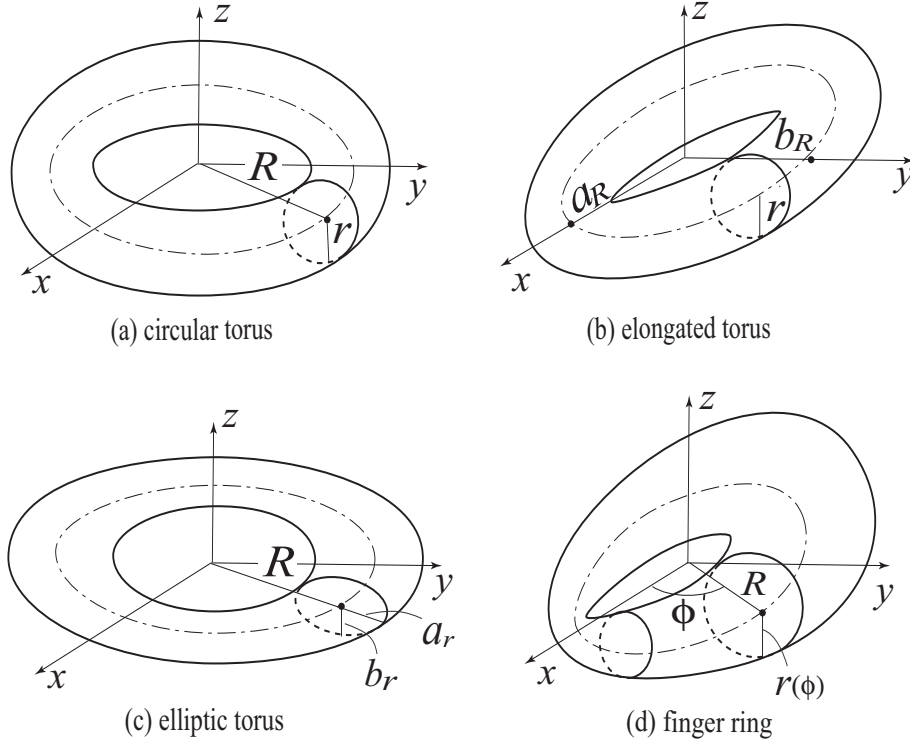 z
R
r
x
y
(a) circular torus
z
b_R
a_R
r
x
y
(b) elongated torus
z
R
a_r
b_r
x
y
(c) elliptic torus
z
R
ϕ
r(ϕ)
x
y
(d) finger ring